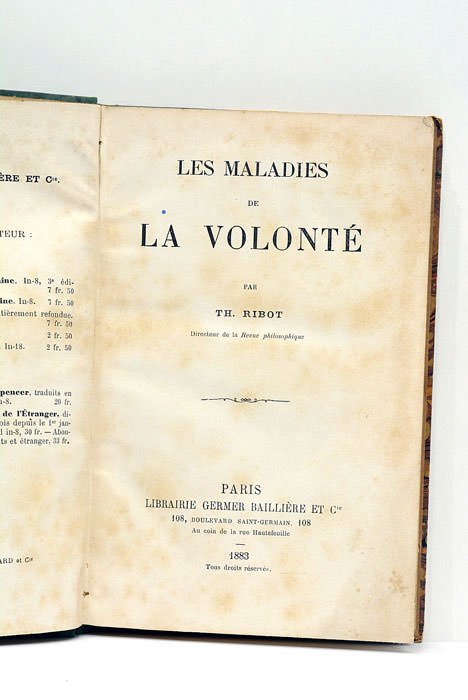 ÈRE ET Cie.
TEUR :
ine. In-8, 3e édi-
7 fr. 50
ine. In-8. 7 fr. 50
tièrement refondue.
7 fr. 50
2 fr. 50
In-18. 2 fr. 50
pencer, traduits en
n-8. 20 fr.
de l'Étranger, di-
ois depuis le 1er jan-
l in-8, 30 fr. — Abon-
ts et étranger, 33 fr.
ARD et Cie
LES MALADIES
DE
LA VOLONTÉ
PAR
TH. RIBOT
Directeur de la Revue philosophique
PARIS
LIBRAIRIE GERMER BAILLIÈRE ET Cie
108, BOULEVARD SAINT-GERMAIN, 108
Au coin de la rue Hautefeuille
1883
Tous droits réservés.